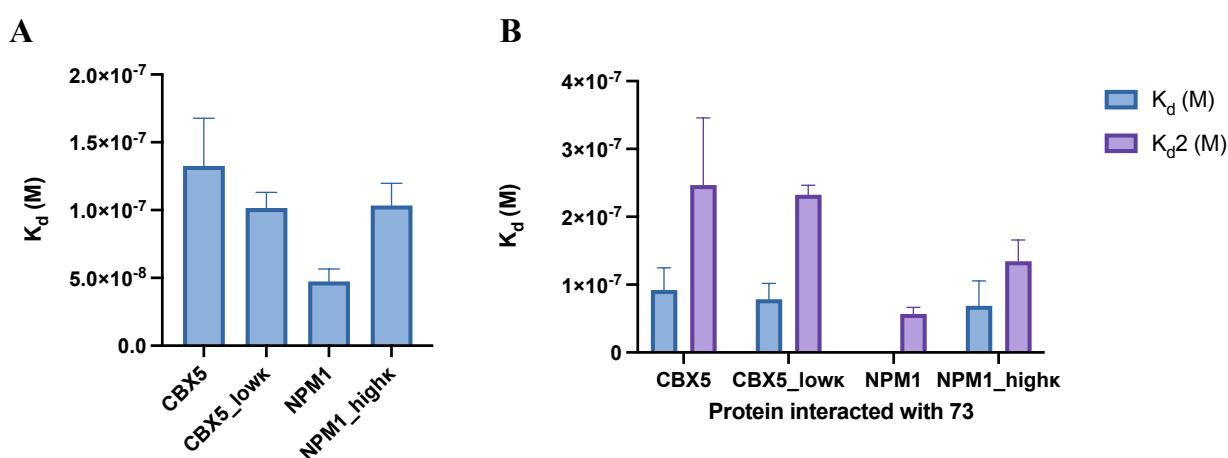 A
B
K_d (M)
2.0×10⁻⁷
1.5×10⁻⁷
1.0×10⁻⁷
5.0×10⁻⁸
0.0
CBX5
CBX5_lowκ
NPM1
NPM1_highκ
K_d (M)
4×10⁻⁷
3×10⁻⁷
2×10⁻⁷
1×10⁻⁷
0
CBX5
CBX5_lowκ
NPM1
NPM1_highκ
Protein interacted with 73
K_d (M)
K_d2 (M)